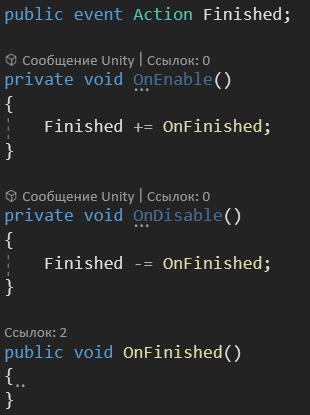 public event Action Finished;
Сообщение Unity | Ссылок: 0
private void OnEnable()
{
Finished += OnFinished;
}
Сообщение Unity | Ссылок: 0
private void OnDisable()
{
Finished -= OnFinished;
}
Ссылок: 2
public void OnFinished()
{
}